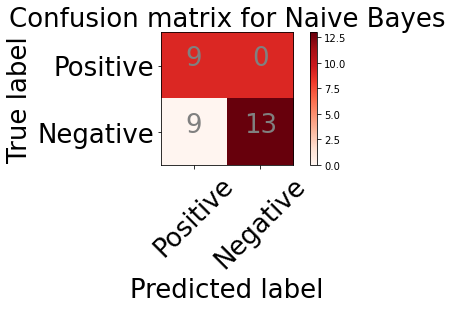 Confusion matrix for Naive Bayes
True label
Positive
Negative
9 0
9 13
12.5
10.0
7.5
5.0
2.5
0.0
Positive
Negative
Predicted label